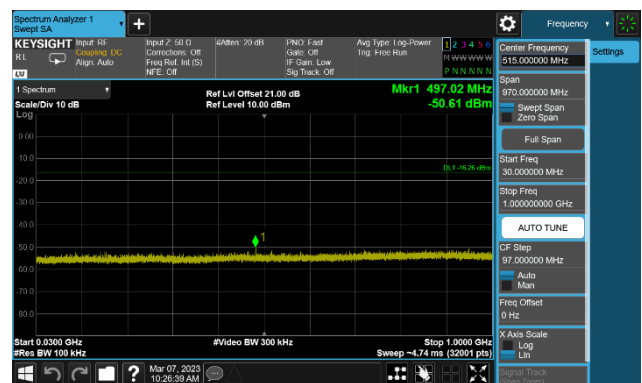 Spectrum Analyzer 1
Swept SA
Frequency
KEYSIGHT
RL
LXI
Input: RF
Coupling: DC
Align: Auto
Input Z: 50 Ω
Corrections: Off
Freq Ref: Int (S)
NFE: Off
#Atten: 20 dB
PNO: Fast
Gate: Off
IF Gain: Low
Sig Track: Off
Avg Type: Log-Power
Trig: Free Run
1 2 3 4 5 6
M W W W W W
P N N N N N
1 Spectrum
Scale/Div 10 dB
Log
Ref Lvl Offset 21.00 dB
Ref Level 10.00 dBm
Mkr1 497.02 MHz
-50.61 dBm
0.00
-10.0
DL1 -16.26 dBm
-20.0
-30.0
-40.0
1
-50.0
-60.0
-70.0
-80.0
Start 0.0300 GHz
#Res BW 100 kHz
#Video BW 300 kHz
Stop 1.0000 GHz
Sweep ~4.74 ms (32001 pts)
Center Frequency
515.000000 MHz
Settings
Span
970.000000 MHz
Swept Span
Zero Span
Full Span
Start Freq
30.000000 MHz
Stop Freq
1.000000000 GHz
AUTO TUNE
CF Step
97.000000 MHz
Auto
Man
Freq Offset
0 Hz
X Axis Scale
Log
Lin
Signal Track
(Span Zoom)
?
Mar 07, 2023
10:26:39 AM